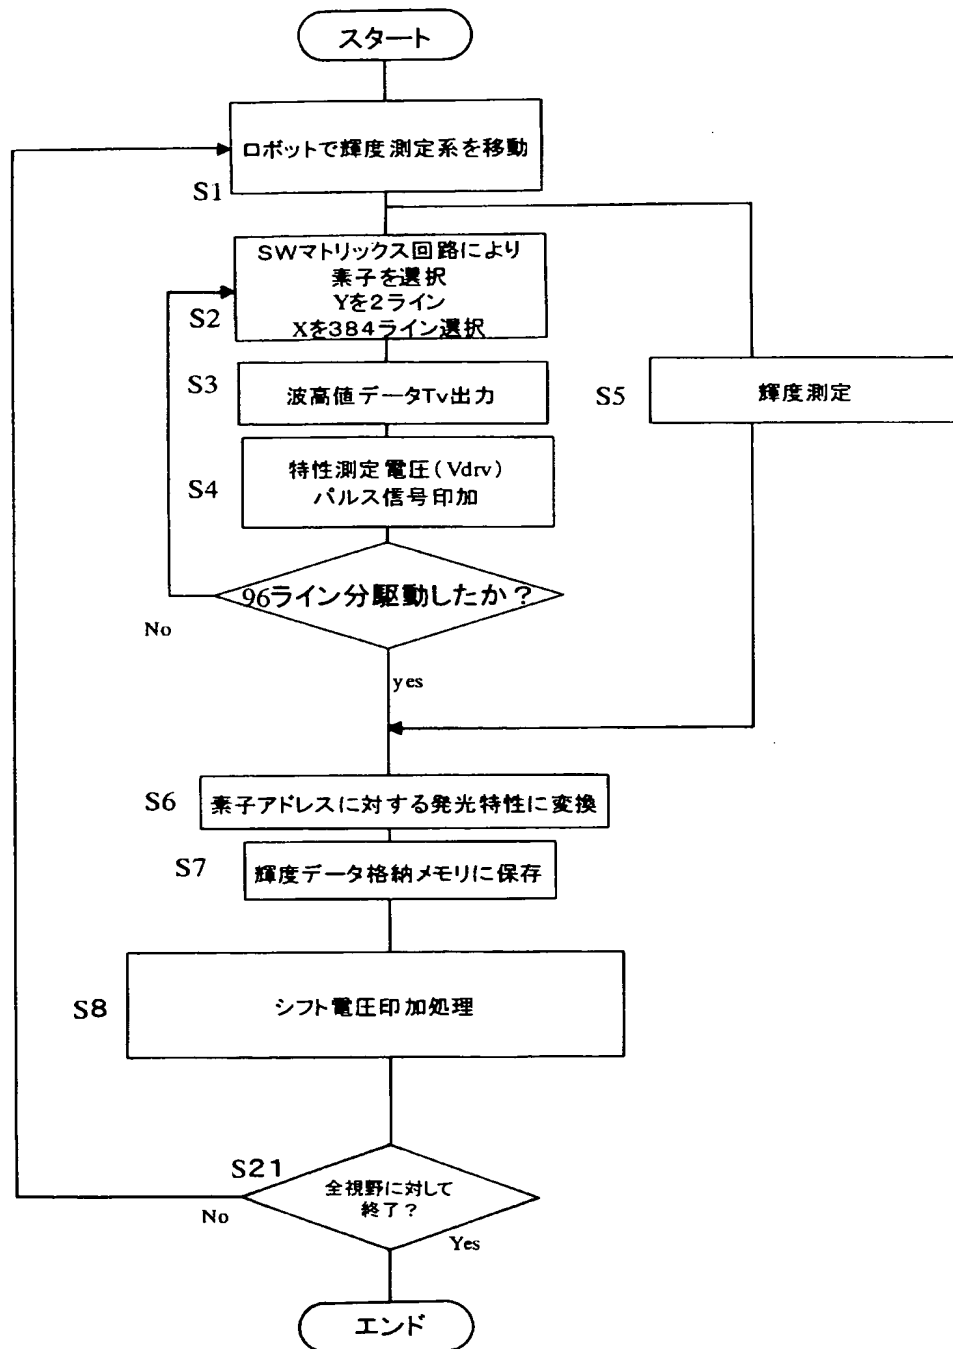 スタート
ロボットで輝度測定系を移動
S1
SWマトリックス回路により
素子を選択
Yを2ライン
Xを384ライン選択
S2
S3
波高値データTv出力
S5
輝度測定
S4
特性測定電圧(Vdrv)
パルス信号印加
96ライン分駆動したか?
No
yes
S6
素子アドレスに対する発光特性に変換
S7
輝度データ格納メモリに保存
S8
シフト電圧印加処理
S21
全視野に対して
終了?
No
Yes
エンド